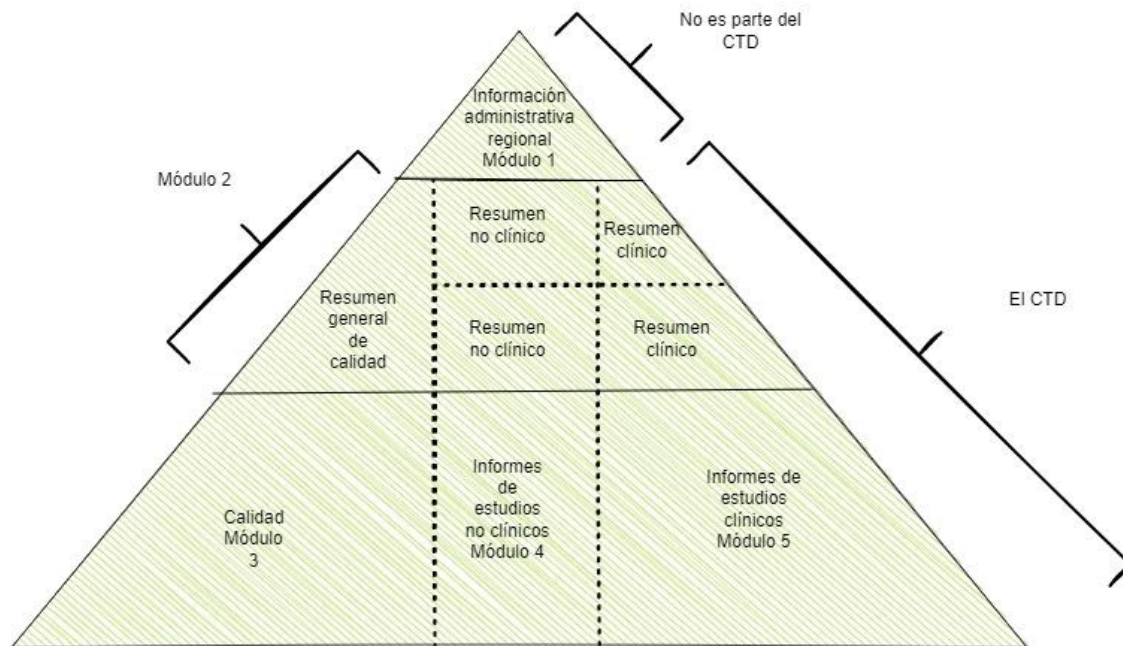 No es parte del
CTD
Información
administrativa
regional
Módulo 1
Módulo 2
Resumen
no clínico
Resumen
clínico
Resumen
general
de
calidad
Resumen
no clínico
Resumen
clínico
El CTD
Calidad
Módulo
3
Informes
de
estudios
no clínicos
Módulo 4
Informes de
estudios
clínicos
Módulo 5